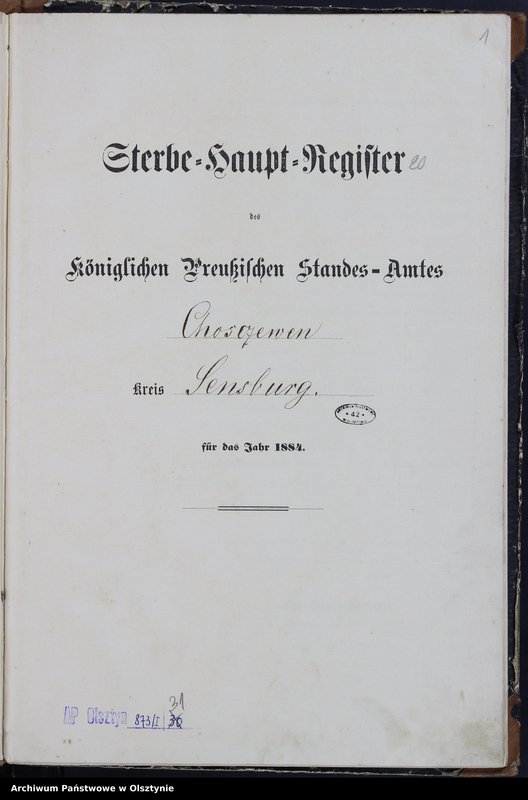 1
Sterbe-Haupt-Register 20
des
Königlichen Preußischen Standes-Amtes
Choszewen
Kreis Sensburg.
42
für das Jahr 1884.
31
AP Olsztyn 873/I 36
Archiwum Państwowe w Olsztynie